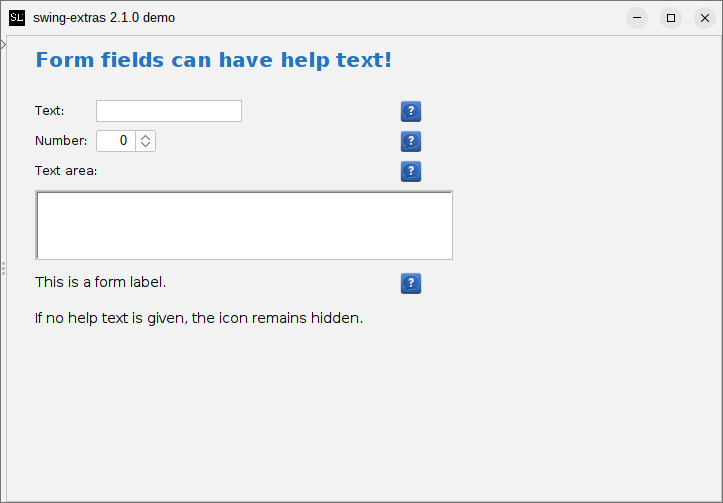 SL swing-extras 2.1.0 demo
Form fields can have help text!
Text: ?
Number: 0 ?
Text area: ?
This is a form label. ?
If no help text is given, the icon remains hidden.